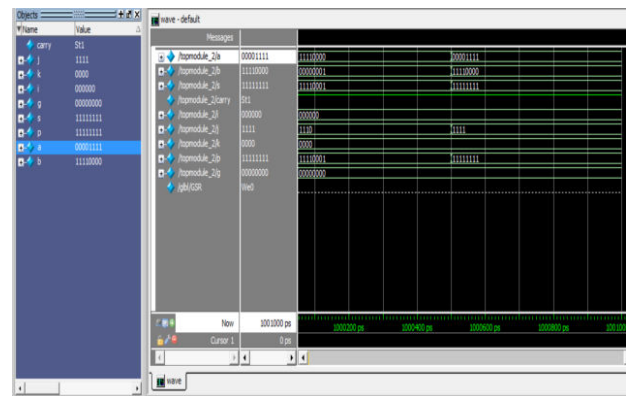 Objects
Name Value
carry St1
j 1111
k 0000
i 000000
g 00000000
s 11111111
p 11111111
a 00001111
b 11110000
wave - default
Messages
/topmodule_2/a 00001111 11110000 00001111
/topmodule_2/b 11110000 00000001 11110000
/topmodule_2/s 11111111 11110001 11111111
/topmodule_2/carry St1
/topmodule_2/i 000000 000000
/topmodule_2/j 1111 1110 1111
/topmodule_2/k 0000 0000
/topmodule_2/p 11111111 11110001 11111111
/topmodule_2/g 00000000 00000000
/glbl/GSR We0
Now 1001000 ps 1000200 ps 1000400 ps 1000600 ps 1000800 ps
Cursor 1 0 ps
wave